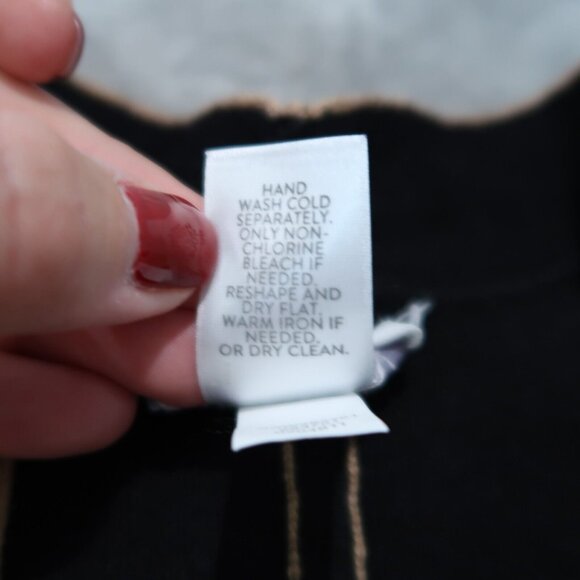 HAND
WASH COLD
SEPARATELY.
ONLY NON-
CHLORINE
BLEACH IF
NEEDED.
RESHAPE AND
DRY FLAT.
WARM IRON IF
NEEDED.
OR DRY CLEAN.